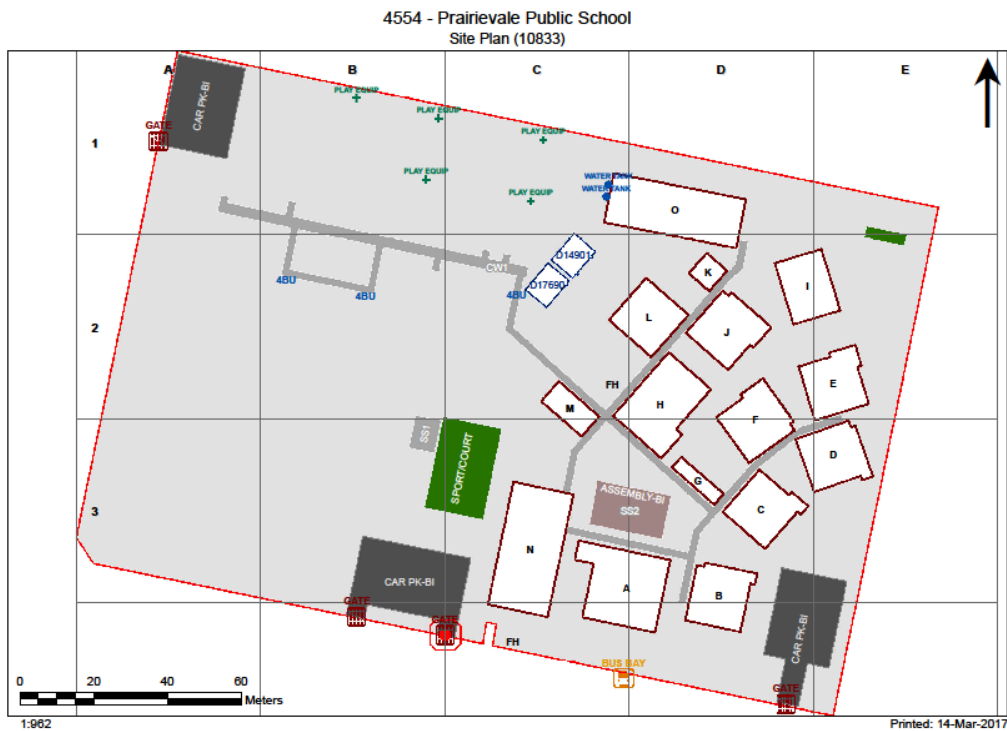 4554 - Prairievale Public School
Site Plan (10833)
A B C D E
PLAY EQUIP
CAR PK-BI
PLAY EQUIP
GATE
PLAY EQUIP
1
WATER TANK
PLAY EQUIP
PLAY EQUIP
WATER TANK
O
D14901
CW1
K
4BU
D17690
I
4BU
4BU
2
L
J
FH
E
M
H
F
SS1
SPORT/COURT
D
G
ASSEMBLY-BI
SS2
C
3
N
CAR PK-BI
A
B
GATE
GATE
CAR PK-BI
FH
BUS BAY
GATE
0 20 40 60
Meters
1:962
Printed: 14-Mar-2017